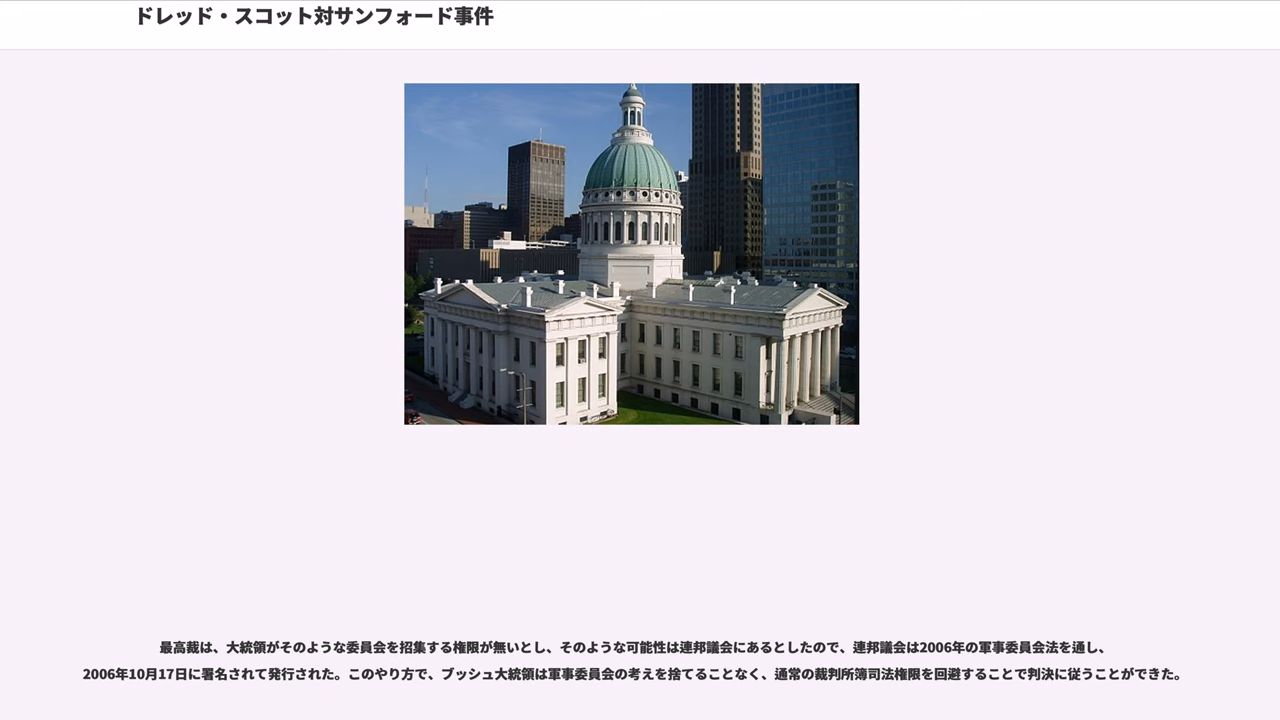 ドレッド・スコット対サンフォード事件
最高裁は、大統領がそのような委員会を招集する権限が無いとし、そのような可能性は連邦議会にあるとしたので、連邦議会は2006年の軍事委員会法を通し、
2006年10月17日に署名されて発行された。このやり方で、ブッシュ大統領は軍事委員会の考えを捨てることなく、通常の裁判所簿司法権限を回避することで判決に従うことができた。